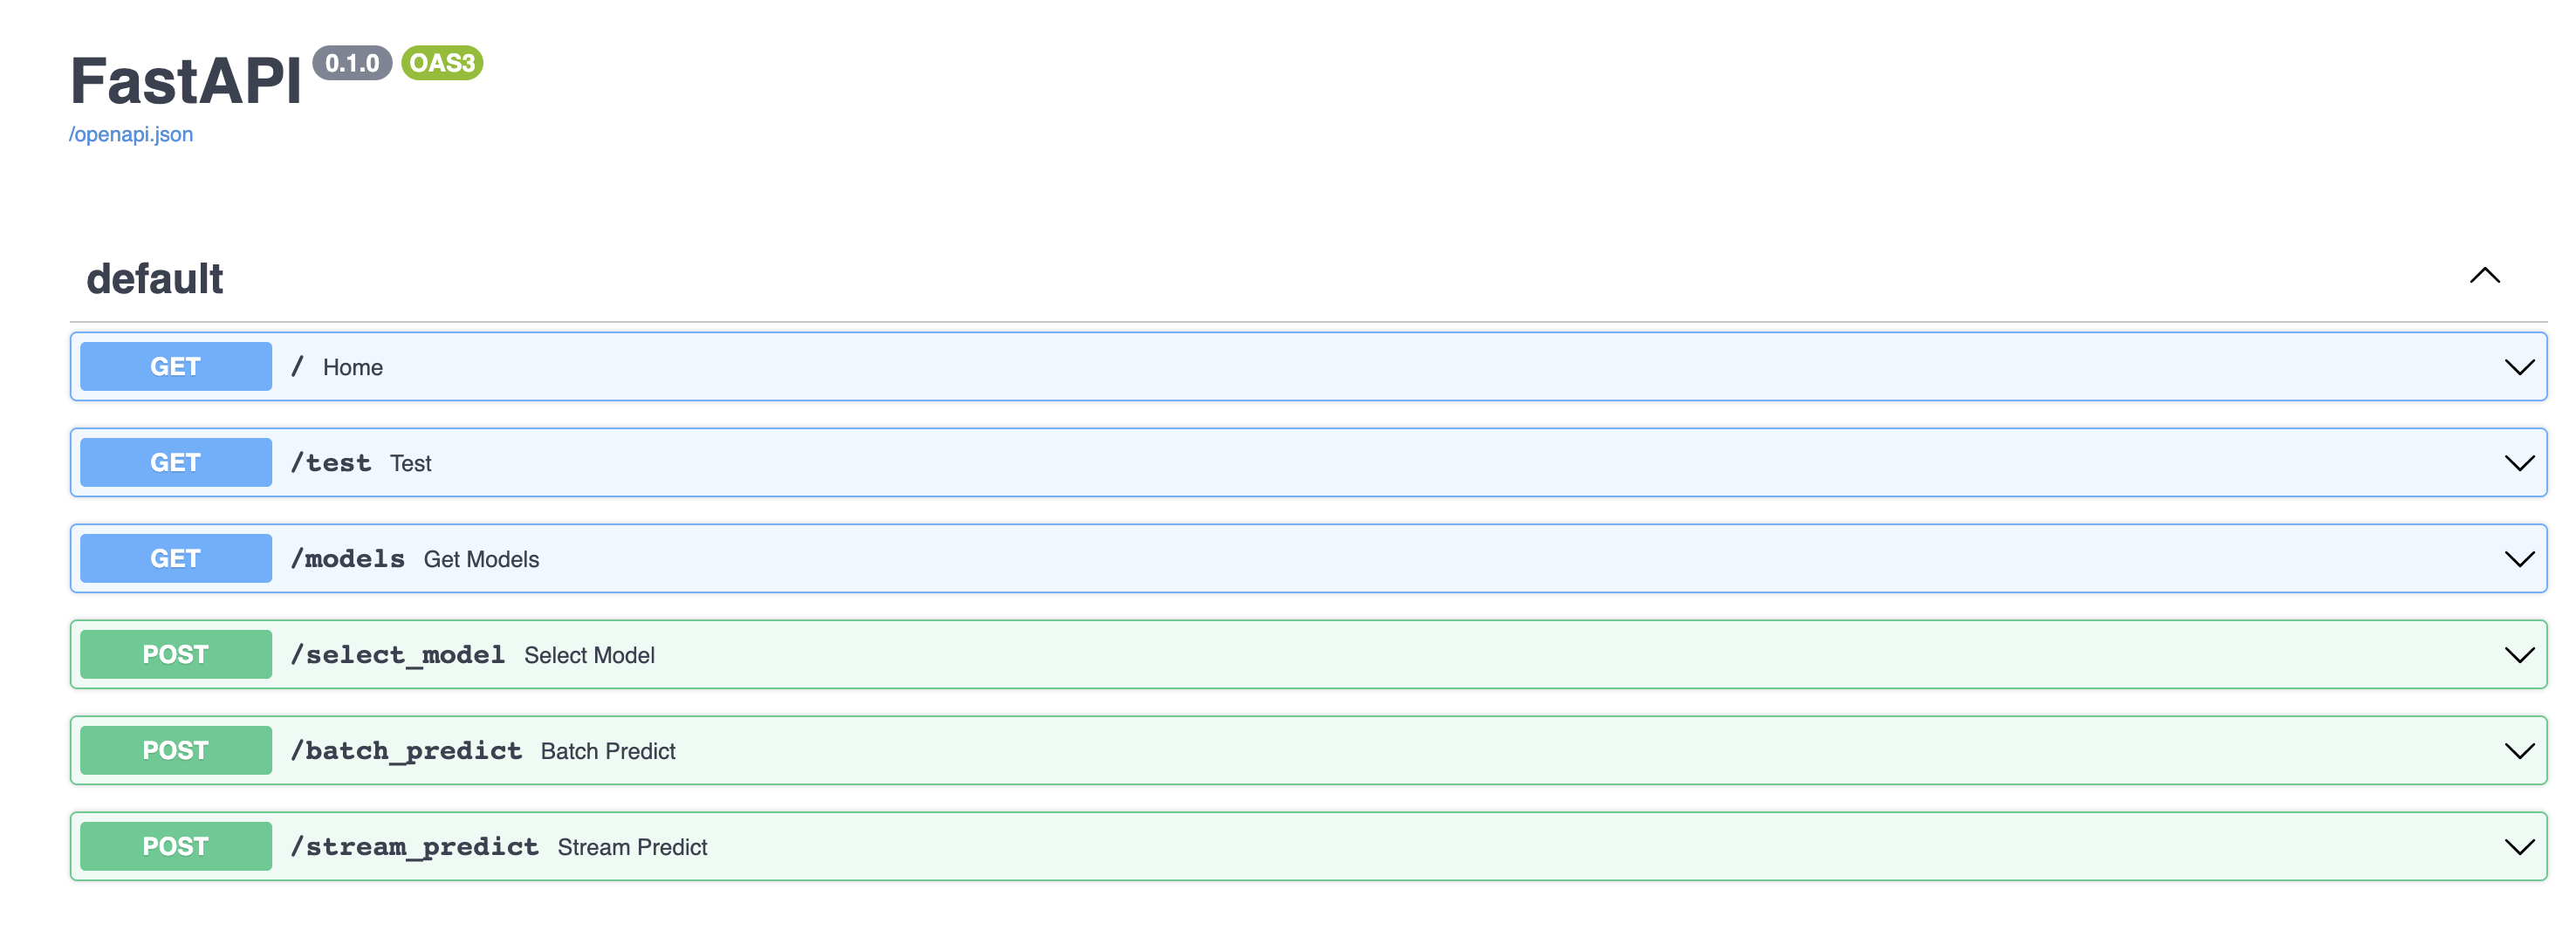 FastAPI 0.1.0 OAS3
/openapi.json
default
GET / Home
GET /test Test
GET /models Get Models
POST /select_model Select Model
POST /batch_predict Batch Predict
POST /stream_predict Stream Predict